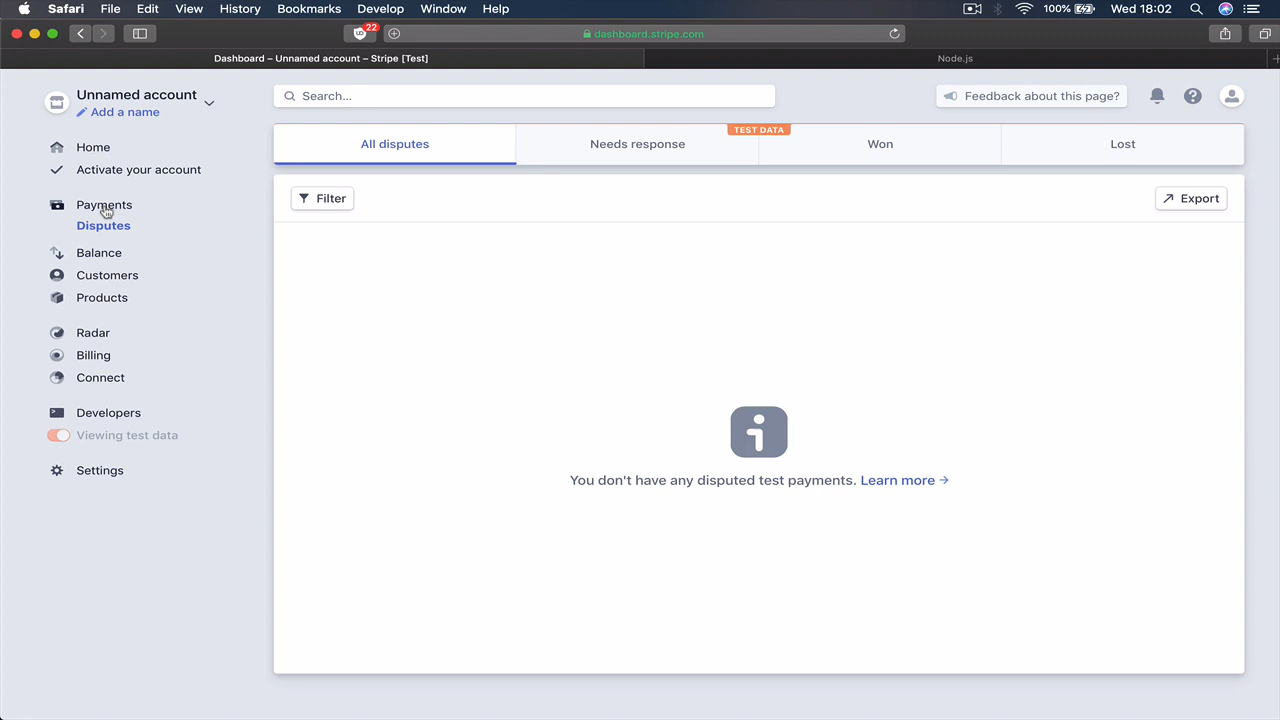 Safari File Edit View History Bookmarks Develop Window Help 100% Wed 18:02
22 dashboard.stripe.com
Dashboard – Unnamed account – Stripe [Test] Node.js
Unnamed account
Add a name
Search...
Feedback about this page?
Home
Activate your account
Payments
Disputes
Balance
Customers
Products
Radar
Billing
Connect
Developers
Viewing test data
Settings
TEST DATA
All disputes Needs response Won Lost
Filter Export
You don't have any disputed test payments. Learn more →